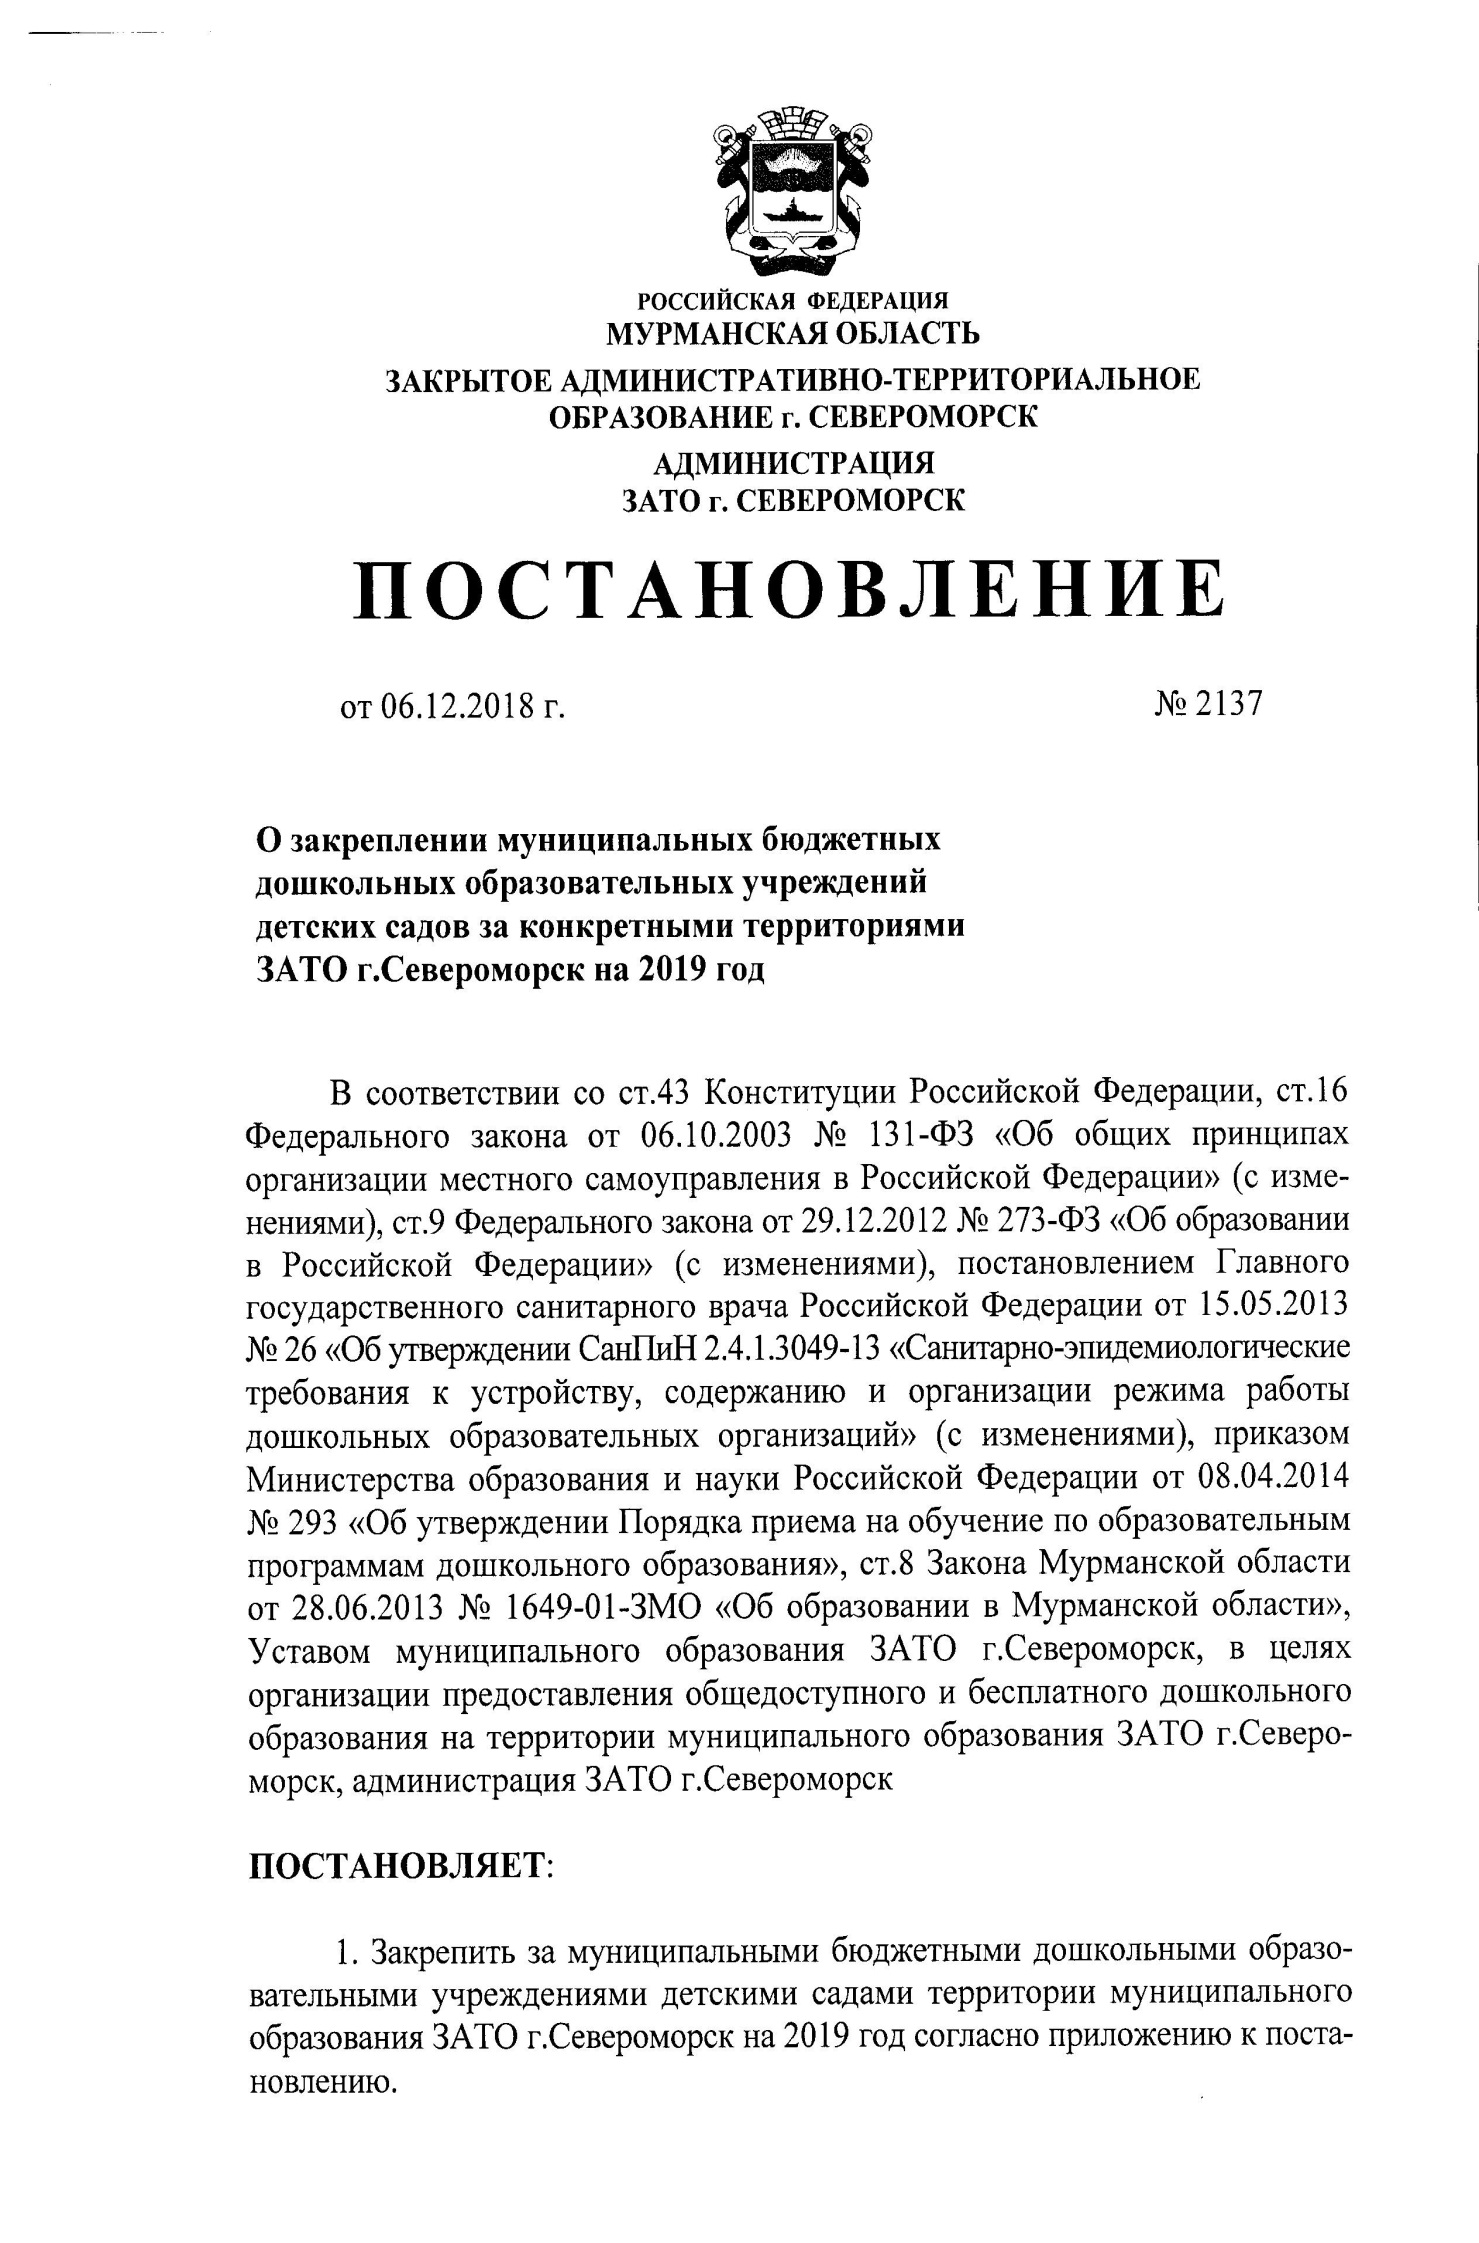 РОССИЙСКАЯ ФЕДЕРАЦИЯ
МУРМАНСКАЯ ОБЛАСТЬ
ЗАКРЫТОЕ АДМИНИСТРАТИВНО-ТЕРРИТОРИАЛЬНОЕ
ОБРАЗОВАНИЕ г. СЕВЕРОМОРСК
АДМИНИСТРАЦИЯ
ЗАТО г. СЕВЕРОМОРСК
ПОСТАНОВЛЕНИЕ
от 06.12.2018 г. № 2137
О закреплении муниципальных бюджетных
дошкольных образовательных учреждений
детских садов за конкретными территориями
ЗАТО г.Североморск на 2019 год
В соответствии со ст.43 Конституции Российской Федерации, ст.16
Федерального закона от 06.10.2003 № 131-ФЗ «Об общих принципах
организации местного самоуправления в Российской Федерации» (с изме-
нениями), ст.9 Федерального закона от 29.12.2012 № 273-ФЗ «Об образовании
в Российской Федерации» (с изменениями), постановлением Главного
государственного санитарного врача Российской Федерации от 15.05.2013
№ 26 «Об утверждении СанПиН 2.4.1.3049-13 «Санитарно-эпидемиологические
требования к устройству, содержанию и организации режима работы
дошкольных образовательных организаций» (с изменениями), приказом
Министерства образования и науки Российской Федерации от 08.04.2014
№ 293 «Об утверждении Порядка приема на обучение по образовательным
программам дошкольного образования», ст.8 Закона Мурманской области
от 28.06.2013 № 1649-01-ЗМО «Об образовании в Мурманской области»,
Уставом муниципального образования ЗАТО г.Североморск, в целях
организации предоставления общедоступного и бесплатного дошкольного
образования на территории муниципального образования ЗАТО г.Северо-
морск, администрация ЗАТО г.Североморск
ПОСТАНОВЛЯЕТ:
1. Закрепить за муниципальными бюджетными дошкольными образо-
вательными учреждениями детскими садами территории муниципального
образования ЗАТО г.Североморск на 2019 год согласно приложению к поста-
новлению.